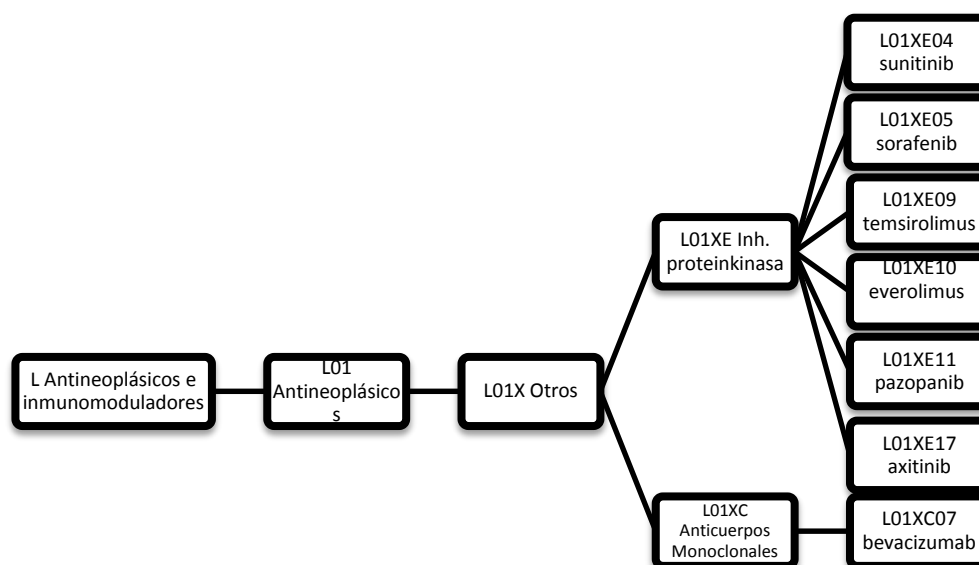 L Antineoplásicos e
inmunomoduladores
L01
Antineoplásico
s
L01X Otros
L01XE Inh.
proteinkinasa
L01XC
Anticuerpos
Monoclonales
L01XE04
sunitinib
L01XE05
sorafenib
L01XE09
temsirolimus
L01XE10
everolimus
L01XE11
pazopanib
L01XE17
axitinib
L01XC07
bevacizumab